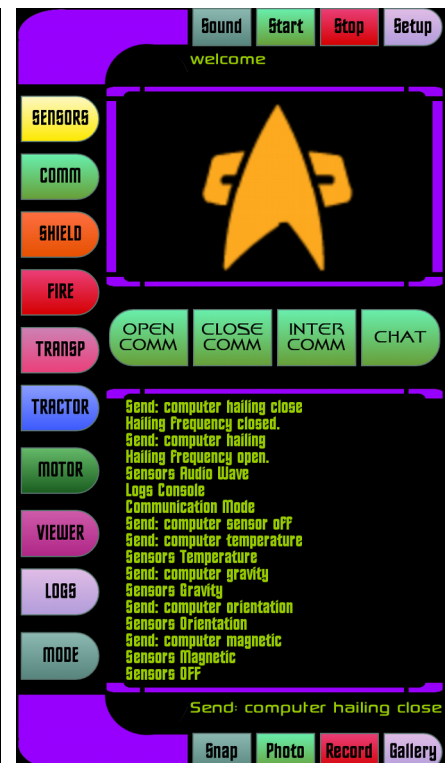 Sound Start Stop Setup
welcome
SENSORS
COMM
SHIELD
FIRE
TRANSP
TRACTOR
MOTOR
VIEWER
LOGS
MODE
OPEN COMM
CLOSE COMM
INTER COMM
CHAT
Send: computer hailing close
Hailing Frequency closed.
Send: computer hailing
Hailing Frequency open.
Sensors Audio Wave
Logs Console
Communication Mode
Send: computer sensor off
Send: computer temperature
Sensors Temperature
Send: computer gravity
Sensors Gravity
Send: computer orientation
Sensors Orientation
Send: computer magnetic
Sensors Magnetic
Sensors OFF
Send: computer hailing close
Snap Photo Record Gallery